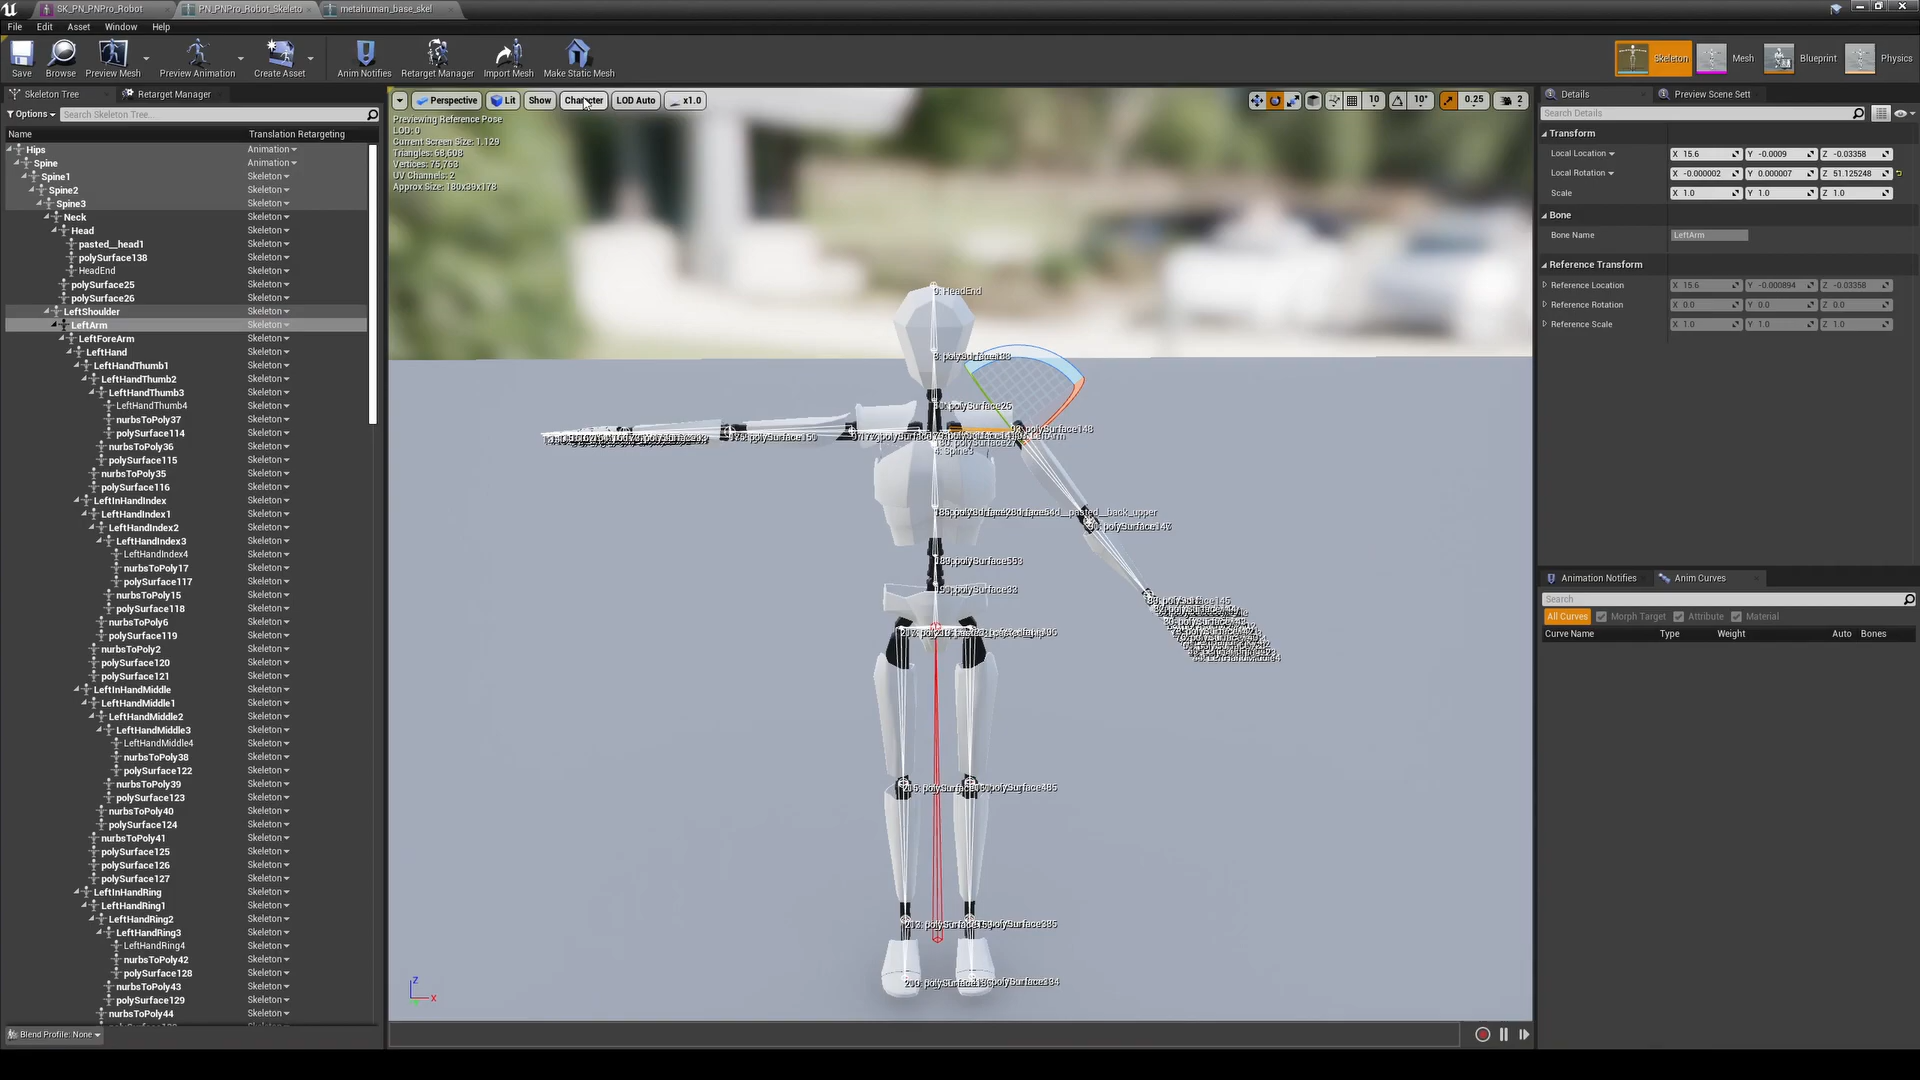 SK_PN_PNPro_Robot
PN_PNPro_Robot_Skeleto
metahuman_base_skel
File Edit Asset Window Help
Save Browse Preview Mesh Preview Animation Create Asset Anim Notifies Retarget Manager Import Mesh Make Static Mesh
Skeleton Mesh Blueprint Physics
Skeleton Tree Retarget Manager
Options Search Skeleton Tree...
Name Translation Retargeting
Hips Animation
Spine Animation
Spine1 Skeleton
Spine2 Skeleton
Spine3 Skeleton
Neck Skeleton
Head Skeleton
pasted__head1 Skeleton
polySurface138 Skeleton
HeadEnd Skeleton
polySurface25 Skeleton
polySurface26 Skeleton
LeftShoulder Skeleton
LeftArm Skeleton
LeftForeArm Skeleton
LeftHand Skeleton
LeftHandThumb1 Skeleton
LeftHandThumb2 Skeleton
LeftHandThumb3 Skeleton
LeftHandThumb4 Skeleton
nurbsToPoly37 Skeleton
polySurface114 Skeleton
nurbsToPoly36 Skeleton
polySurface115 Skeleton
nurbsToPoly35 Skeleton
polySurface116 Skeleton
LeftInHandIndex Skeleton
LeftHandIndex1 Skeleton
LeftHandIndex2 Skeleton
LeftHandIndex3 Skeleton
LeftHandIndex4 Skeleton
nurbsToPoly17 Skeleton
polySurface117 Skeleton
nurbsToPoly15 Skeleton
polySurface118 Skeleton
nurbsToPoly6 Skeleton
polySurface119 Skeleton
nurbsToPoly2 Skeleton
polySurface120 Skeleton
polySurface121 Skeleton
LeftInHandMiddle Skeleton
LeftHandMiddle1 Skeleton
LeftHandMiddle2 Skeleton
LeftHandMiddle3 Skeleton
LeftHandMiddle4 Skeleton
nurbsToPoly38 Skeleton
polySurface122 Skeleton
nurbsToPoly39 Skeleton
polySurface123 Skeleton
nurbsToPoly40 Skeleton
polySurface124 Skeleton
nurbsToPoly41 Skeleton
polySurface125 Skeleton
polySurface126 Skeleton
polySurface127 Skeleton
LeftInHandRing Skeleton
LeftHandRing1 Skeleton
LeftHandRing2 Skeleton
LeftHandRing3 Skeleton
LeftHandRing4 Skeleton
nurbsToPoly42 Skeleton
polySurface128 Skeleton
nurbsToPoly43 Skeleton
polySurface129 Skeleton
nurbsToPoly44 Skeleton
Blend Profile: None
Perspective Lit Show Character LOD Auto x1.0
10 10° 0.25 2
Previewing Reference Pose
LOD: 0
Current Screen Size: 1.129
Triangles: 68,608
Vertices: 75,763
UV Channels: 2
Approx Size: 180x39x178
9: HeadEnd
polySurface148
4: Spine3
Z
X
Details Preview Scene Sett
Search Details
Transform
Local Location X 15.6 Y -0.0009 Z -0.03358
Local Rotation X -0.000002 Y 0.000007 Z 51.125248
Scale X 1.0 Y 1.0 Z 1.0
Bone
Bone Name LeftArm
Reference Transform
Reference Location X 15.6 Y -0.000894 Z -0.03358
Reference Rotation X 0.0 Y 0.0 Z 0.0
Reference Scale X 1.0 Y 1.0 Z 1.0
Animation Notifies Anim Curves
Search
All Curves Morph Target Attribute Material
Curve Name Type Weight Auto Bones